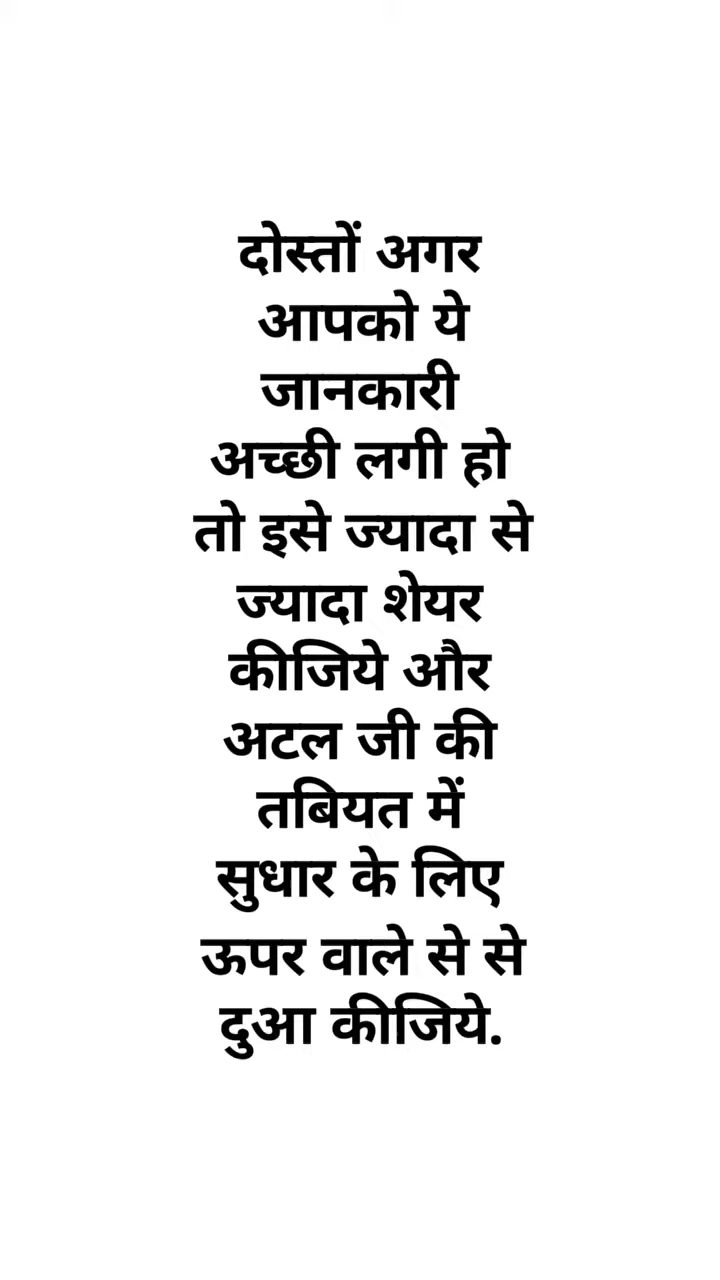 दोस्तों अगर
आपको ये
जानकारी
अच्छी लगी हो
तो इसे ज्यादा से
ज्यादा शेयर
कीजिये और
अटल जी की
तबियत में
सुधार के लिए
ऊपर वाले से से
दुआ कीजिये.